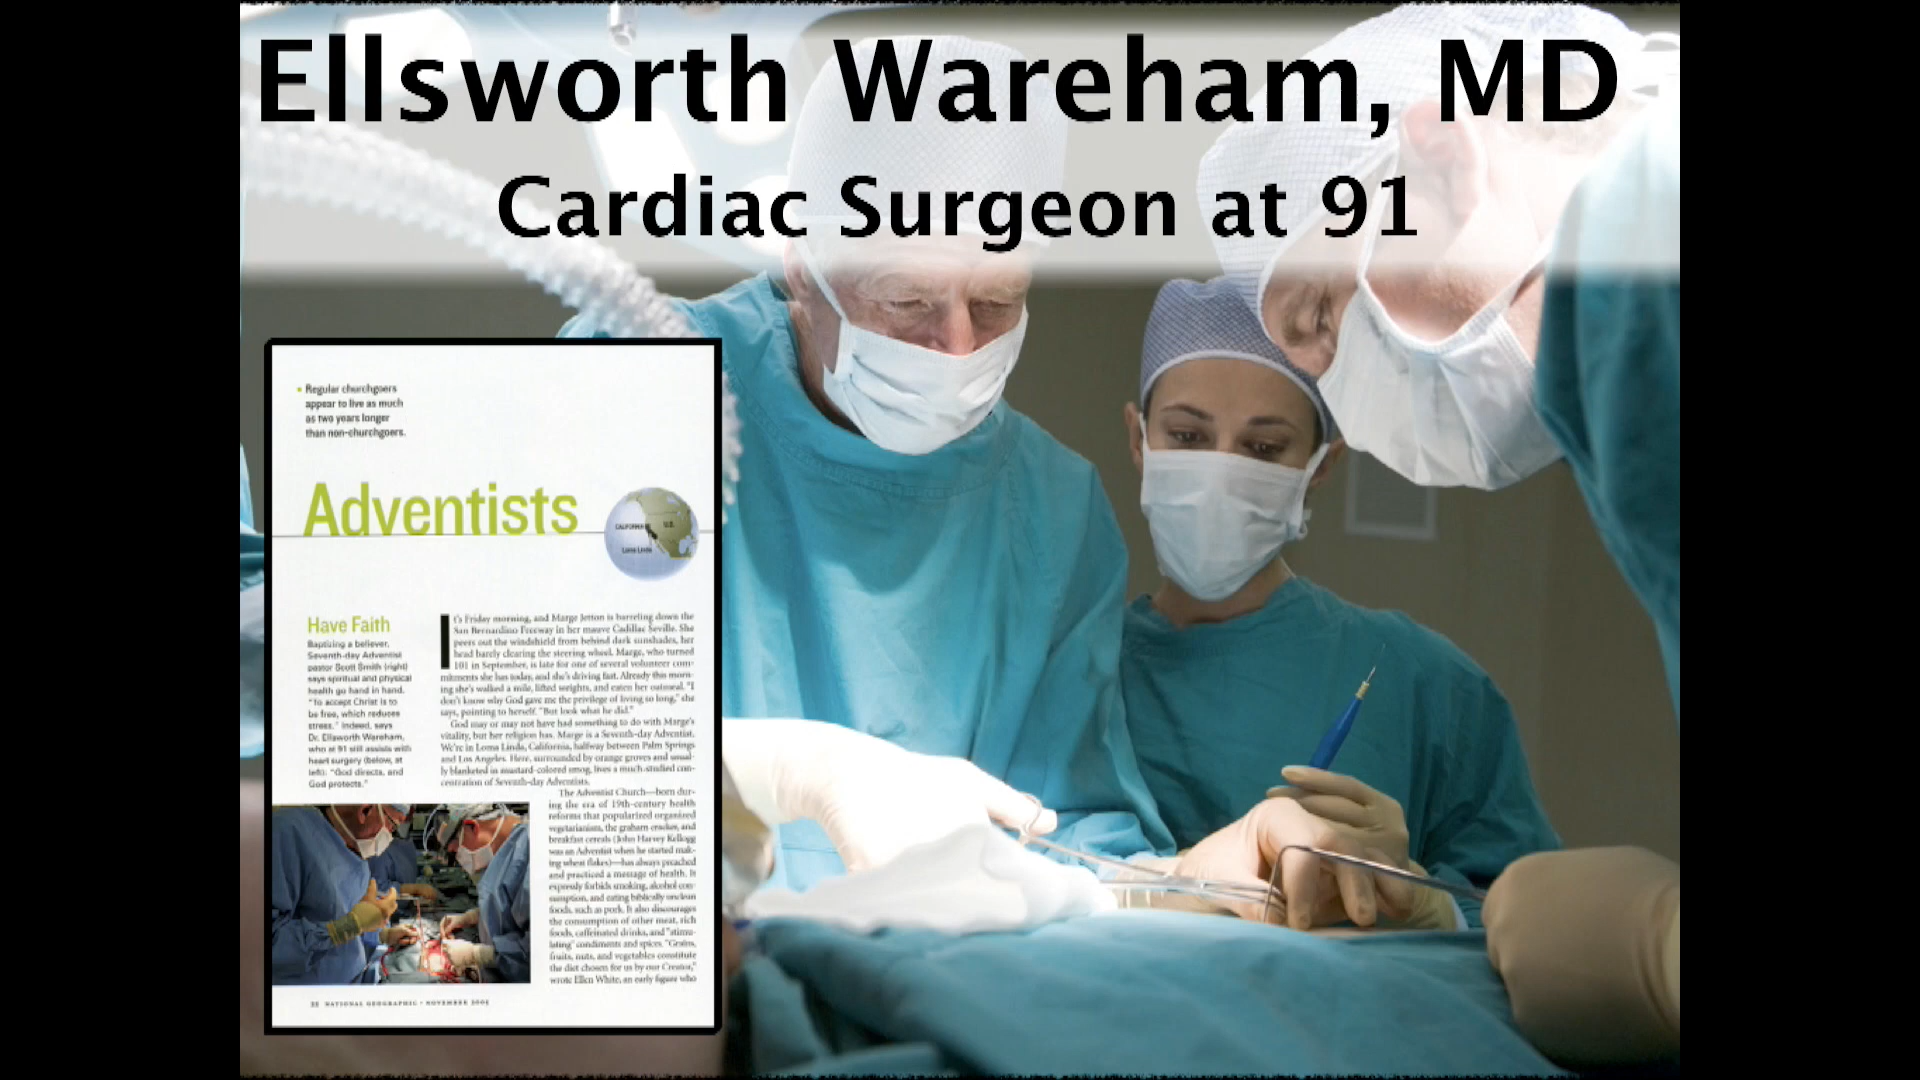 Ellsworth Wareham, MD
Cardiac Surgeon at 91
• Regular churchgoers
appear to live as much
as two years longer
than non-churchgoers.
Adventists
CALIFORNIA
U.S.
Loma Linda
Have Faith
Baptizing a believer,
Seventh-day Adventist
pastor Scott Smith (right)
says spiritual and physical
health go hand in hand.
"To accept Christ is to
be free, which reduces
stress." Indeed, says
Dr. Ellsworth Wareham,
who at 91 still assists with
heart surgery (below, at
left): "God directs, and
God protects."
It's Friday morning, and Marge Jetton is barreling down the
San Bernardino Freeway in her mauve Cadillac Seville. She
peers out the windshield from behind dark sunshades, her
head barely clearing the steering wheel. Marge, who turned
101 in September, is late for one of several volunteer com-
mitments she has today, and she's driving fast. Already this morn-
ing she's walked a mile, lifted weights, and eaten her oatmeal. "I
don't know why God gave me the privilege of living so long," she
says, pointing to herself. "But look what he did."
God may or may not have had something to do with Marge's
vitality, but her religion has. Marge is a Seventh-day Adventist.
We're in Loma Linda, California, halfway between Palm Springs
and Los Angeles. Here, surrounded by orange groves and usual-
ly blanketed in mustard-colored smog, lives a much-studied con-
centration of Seventh-day Adventists.
The Adventist Church—born dur-
ing the era of 19th-century health
reforms that popularized organized
vegetarianism, the graham cracker, and
breakfast cereals (John Harvey Kellogg
was an Adventist when he started mak-
ing wheat flakes)—has always preached
and practiced a message of health. It
expressly forbids smoking, alcohol con-
sumption, and eating biblically unclean
foods, such as pork. It also discourages
the consumption of other meat, rich
foods, caffeinated drinks, and "stimu-
lating" condiments and spices. "Grains,
fruits, nuts, and vegetables constitute
the diet chosen for us by our Creator,"
wrote Ellen White, an early figure who
NATIONAL GEOGRAPHIC • NOVEMBER 2005